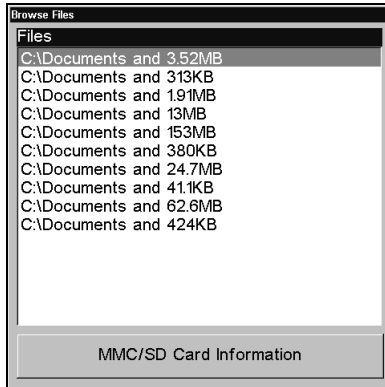 Browse Files
Files
C:\Documents and 3.52MB
C:\Documents and 313KB
C:\Documents and 1.91MB
C:\Documents and 13MB
C:\Documents and 153MB
C:\Documents and 380KB
C:\Documents and 24.7MB
C:\Documents and 41.1KB
C:\Documents and 62.6MB
C:\Documents and 424KB
MMC/SD Card Information